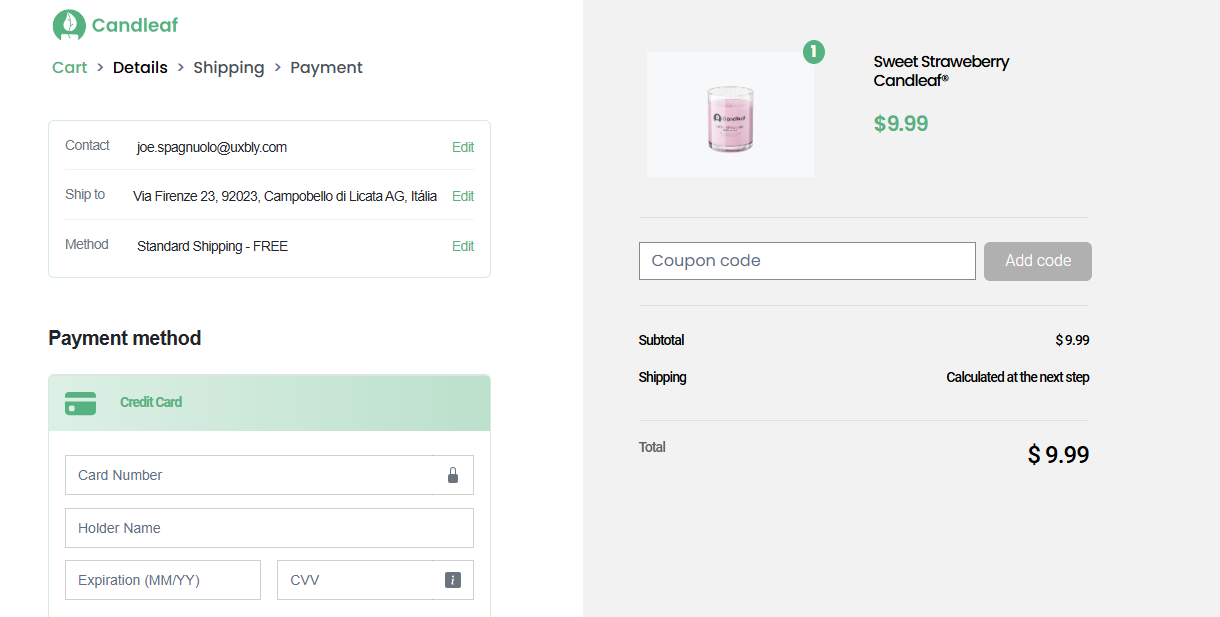 Candleaf
Cart > Details > Shipping > Payment
Contact joe.spagnuolo@uxbly.com Edit
Ship to Via Firenze 23, 92023, Campobello di Licata AG, Itália Edit
Method Standard Shipping - FREE Edit
Payment method
Credit Card
Card Number
Holder Name
Expiration (MM/YY) CVV i
1
Candleaf
Sweet Straweberry
Candleaf®
$9.99
Coupon code Add code
Subtotal $ 9.99
Shipping Calculated at the next step
Total $ 9.99